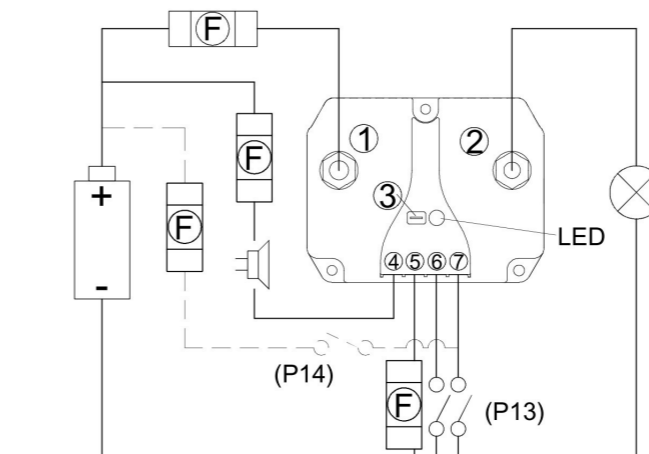 F
① ②
F
③
+
F
LED
-
④ ⑤ ⑥ ⑦
(P14)
F
(P13)